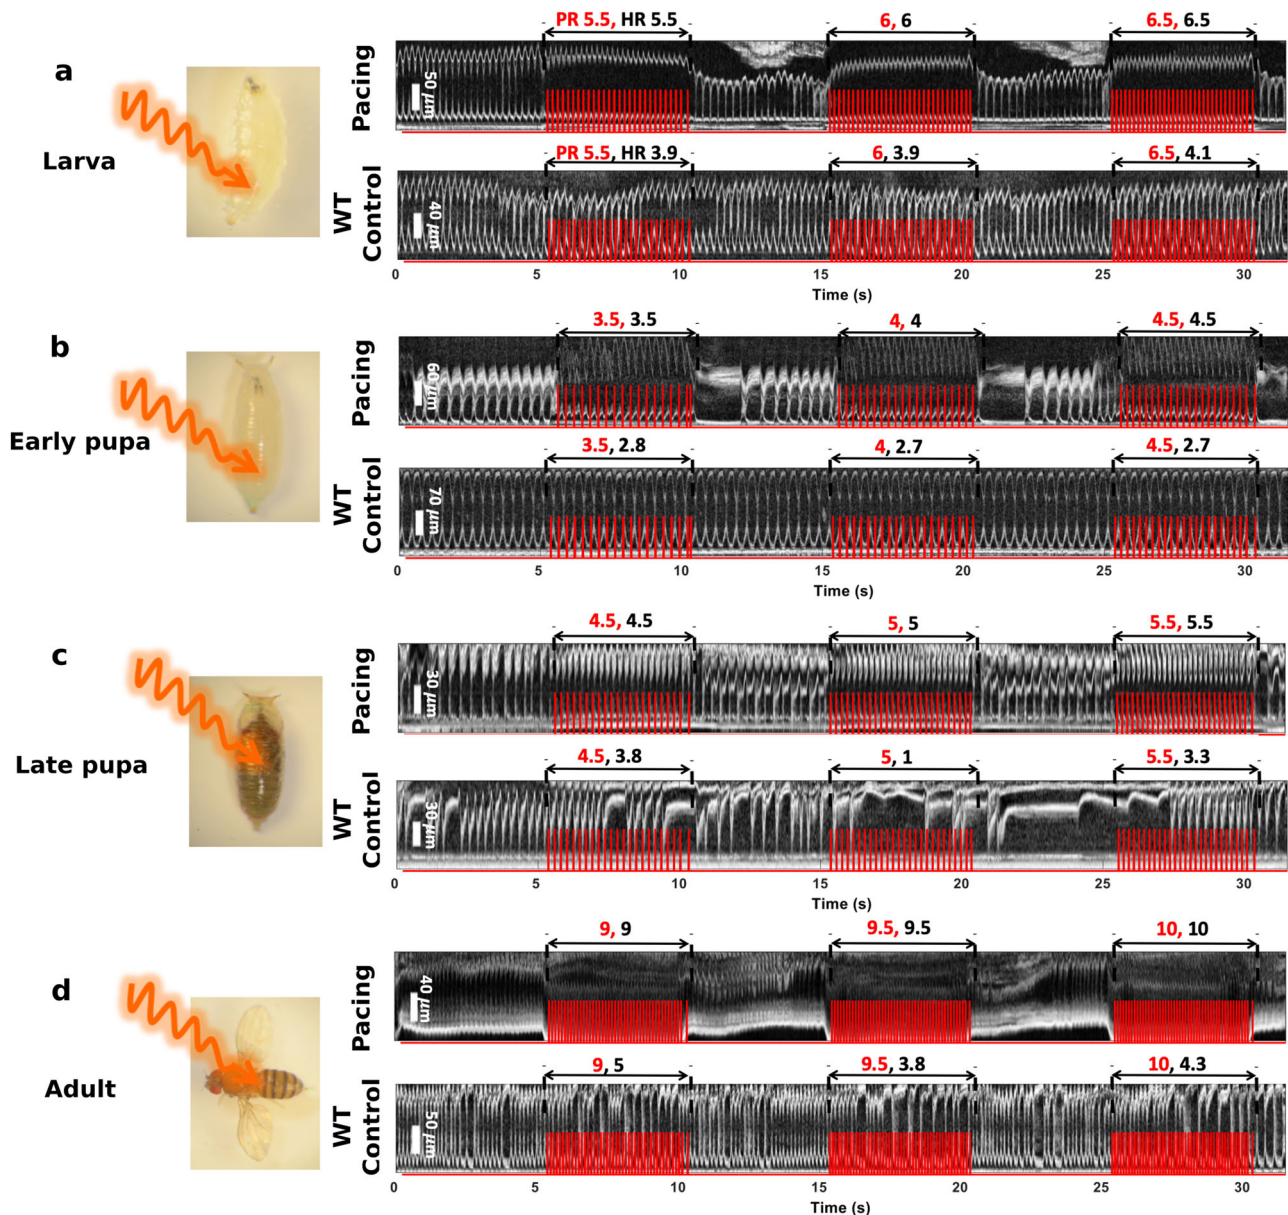 a
Larva
Pacing
PR 5.5, HR 5.5
6, 6
6.5, 6.5
50 µm
WT
Control
PR 5.5, HR 3.9
6, 3.9
6.5, 4.1
40 µm
0 5 10 15 20 25 30
Time (s)
b
Early pupa
Pacing
3.5, 3.5
4, 4
4.5, 4.5
60 µm
WT
Control
3.5, 2.8
4, 2.7
4.5, 2.7
70 µm
0 5 10 15 20 25 30
Time (s)
c
Late pupa
Pacing
4.5, 4.5
5, 5
5.5, 5.5
30 µm
WT
Control
4.5, 3.8
5, 1
5.5, 3.3
30 µm
0 5 10 15 20 25 30
Time (s)
d
Adult
Pacing
9, 9
9.5, 9.5
10, 10
40 µm
WT
Control
9, 5
9.5, 3.8
10, 4.3
50 µm
0 5 10 15 20 25 30
Time (s)